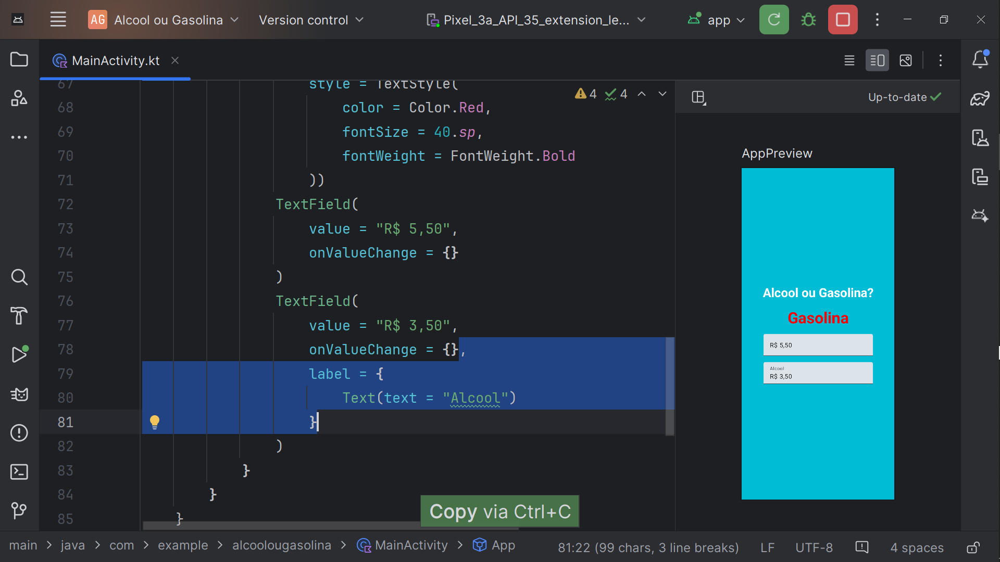 AG Alcool ou Gasolina Version control Pixel_3a_API_35_extension_le... app
MainActivity.kt
67 style = TextStyle(
4 4
68 color = Color.Red,
69 fontSize = 40.sp,
70 fontWeight = FontWeight.Bold
71 ))
72 TextField(
73 value = "R$ 5,50",
74 onValueChange = {}
75 )
76 TextField(
77 value = "R$ 3,50",
78 onValueChange = {},
79 label = {
80 Text(text = "Alcool")
81 }
82 )
83 }
84 }
85 }
Up-to-date
AppPreview
Alcool ou Gasolina?
Gasolina
R$ 5,50
Alcool
R$ 3,50
Copy via Ctrl+C
main > java > com > example > alcoolougasolina > MainActivity > App 81:22 (99 chars, 3 line breaks) LF UTF-8 4 spaces